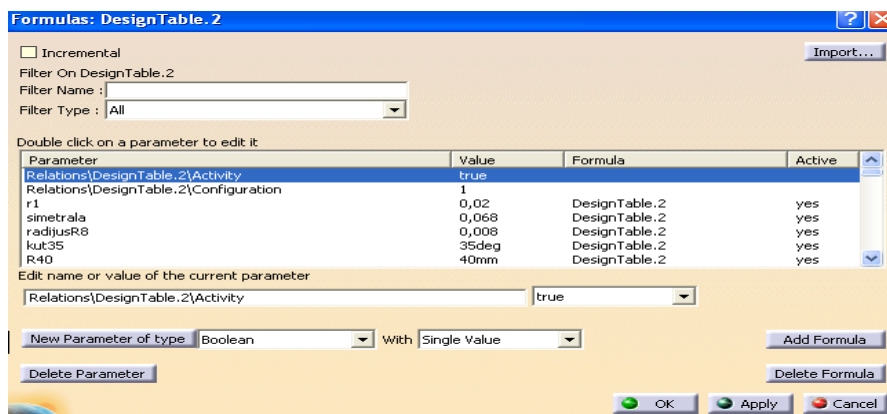 Formulas: DesignTable.2
Incremental Import...
Filter On DesignTable.2
Filter Name :
Filter Type : All
Double click on a parameter to edit it
Parameter Value Formula Active
Relations\DesignTable.2\Activity true
Relations\DesignTable.2\Configuration 1
r1 0,02 DesignTable.2 yes
simetrala 0,068 DesignTable.2 yes
radijusR8 0,008 DesignTable.2 yes
kut35 35deg DesignTable.2 yes
R40 40mm DesignTable.2 yes
Edit name or value of the current parameter
Relations\DesignTable.2\Activity true
New Parameter of type Boolean With Single Value Add Formula
Delete Parameter Delete Formula
OK Apply Cancel